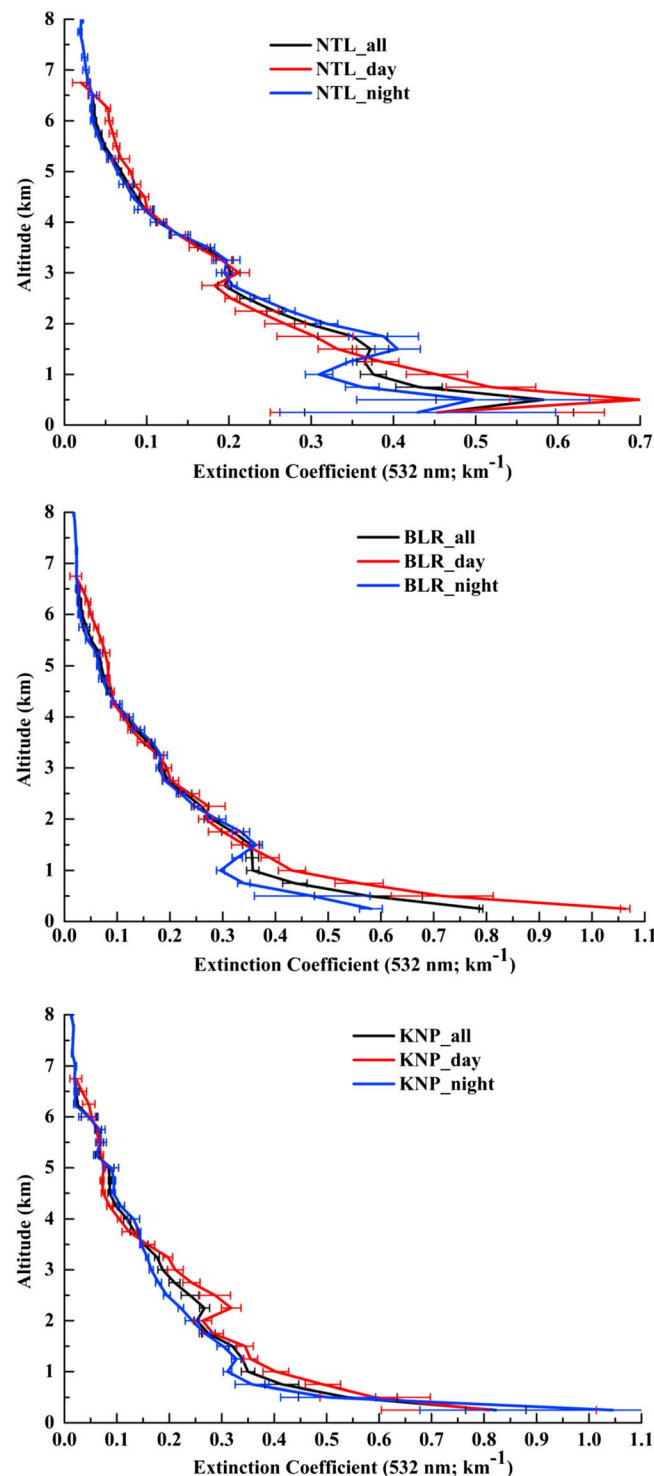 8
7
6
5
4
3
2
1
0
Altitude (km)
NTL_all
NTL_day
NTL_night
0.0 0.1 0.2 0.3 0.4 0.5 0.6 0.7
Extinction Coefficient (532 nm; km⁻¹)
8
7
6
5
4
3
2
1
0
Altitude (km)
BLR_all
BLR_day
BLR_night
0.0 0.1 0.2 0.3 0.4 0.5 0.6 0.7 0.8 0.9 1.0 1.1
Extinction Coefficient (532 nm; km⁻¹)
8
7
6
5
4
3
2
1
0
Altitude (km)
KNP_all
KNP_day
KNP_night
0.0 0.1 0.2 0.3 0.4 0.5 0.6 0.7 0.8 0.9 1.0 1.1
Extinction Coefficient (532 nm; km⁻¹)